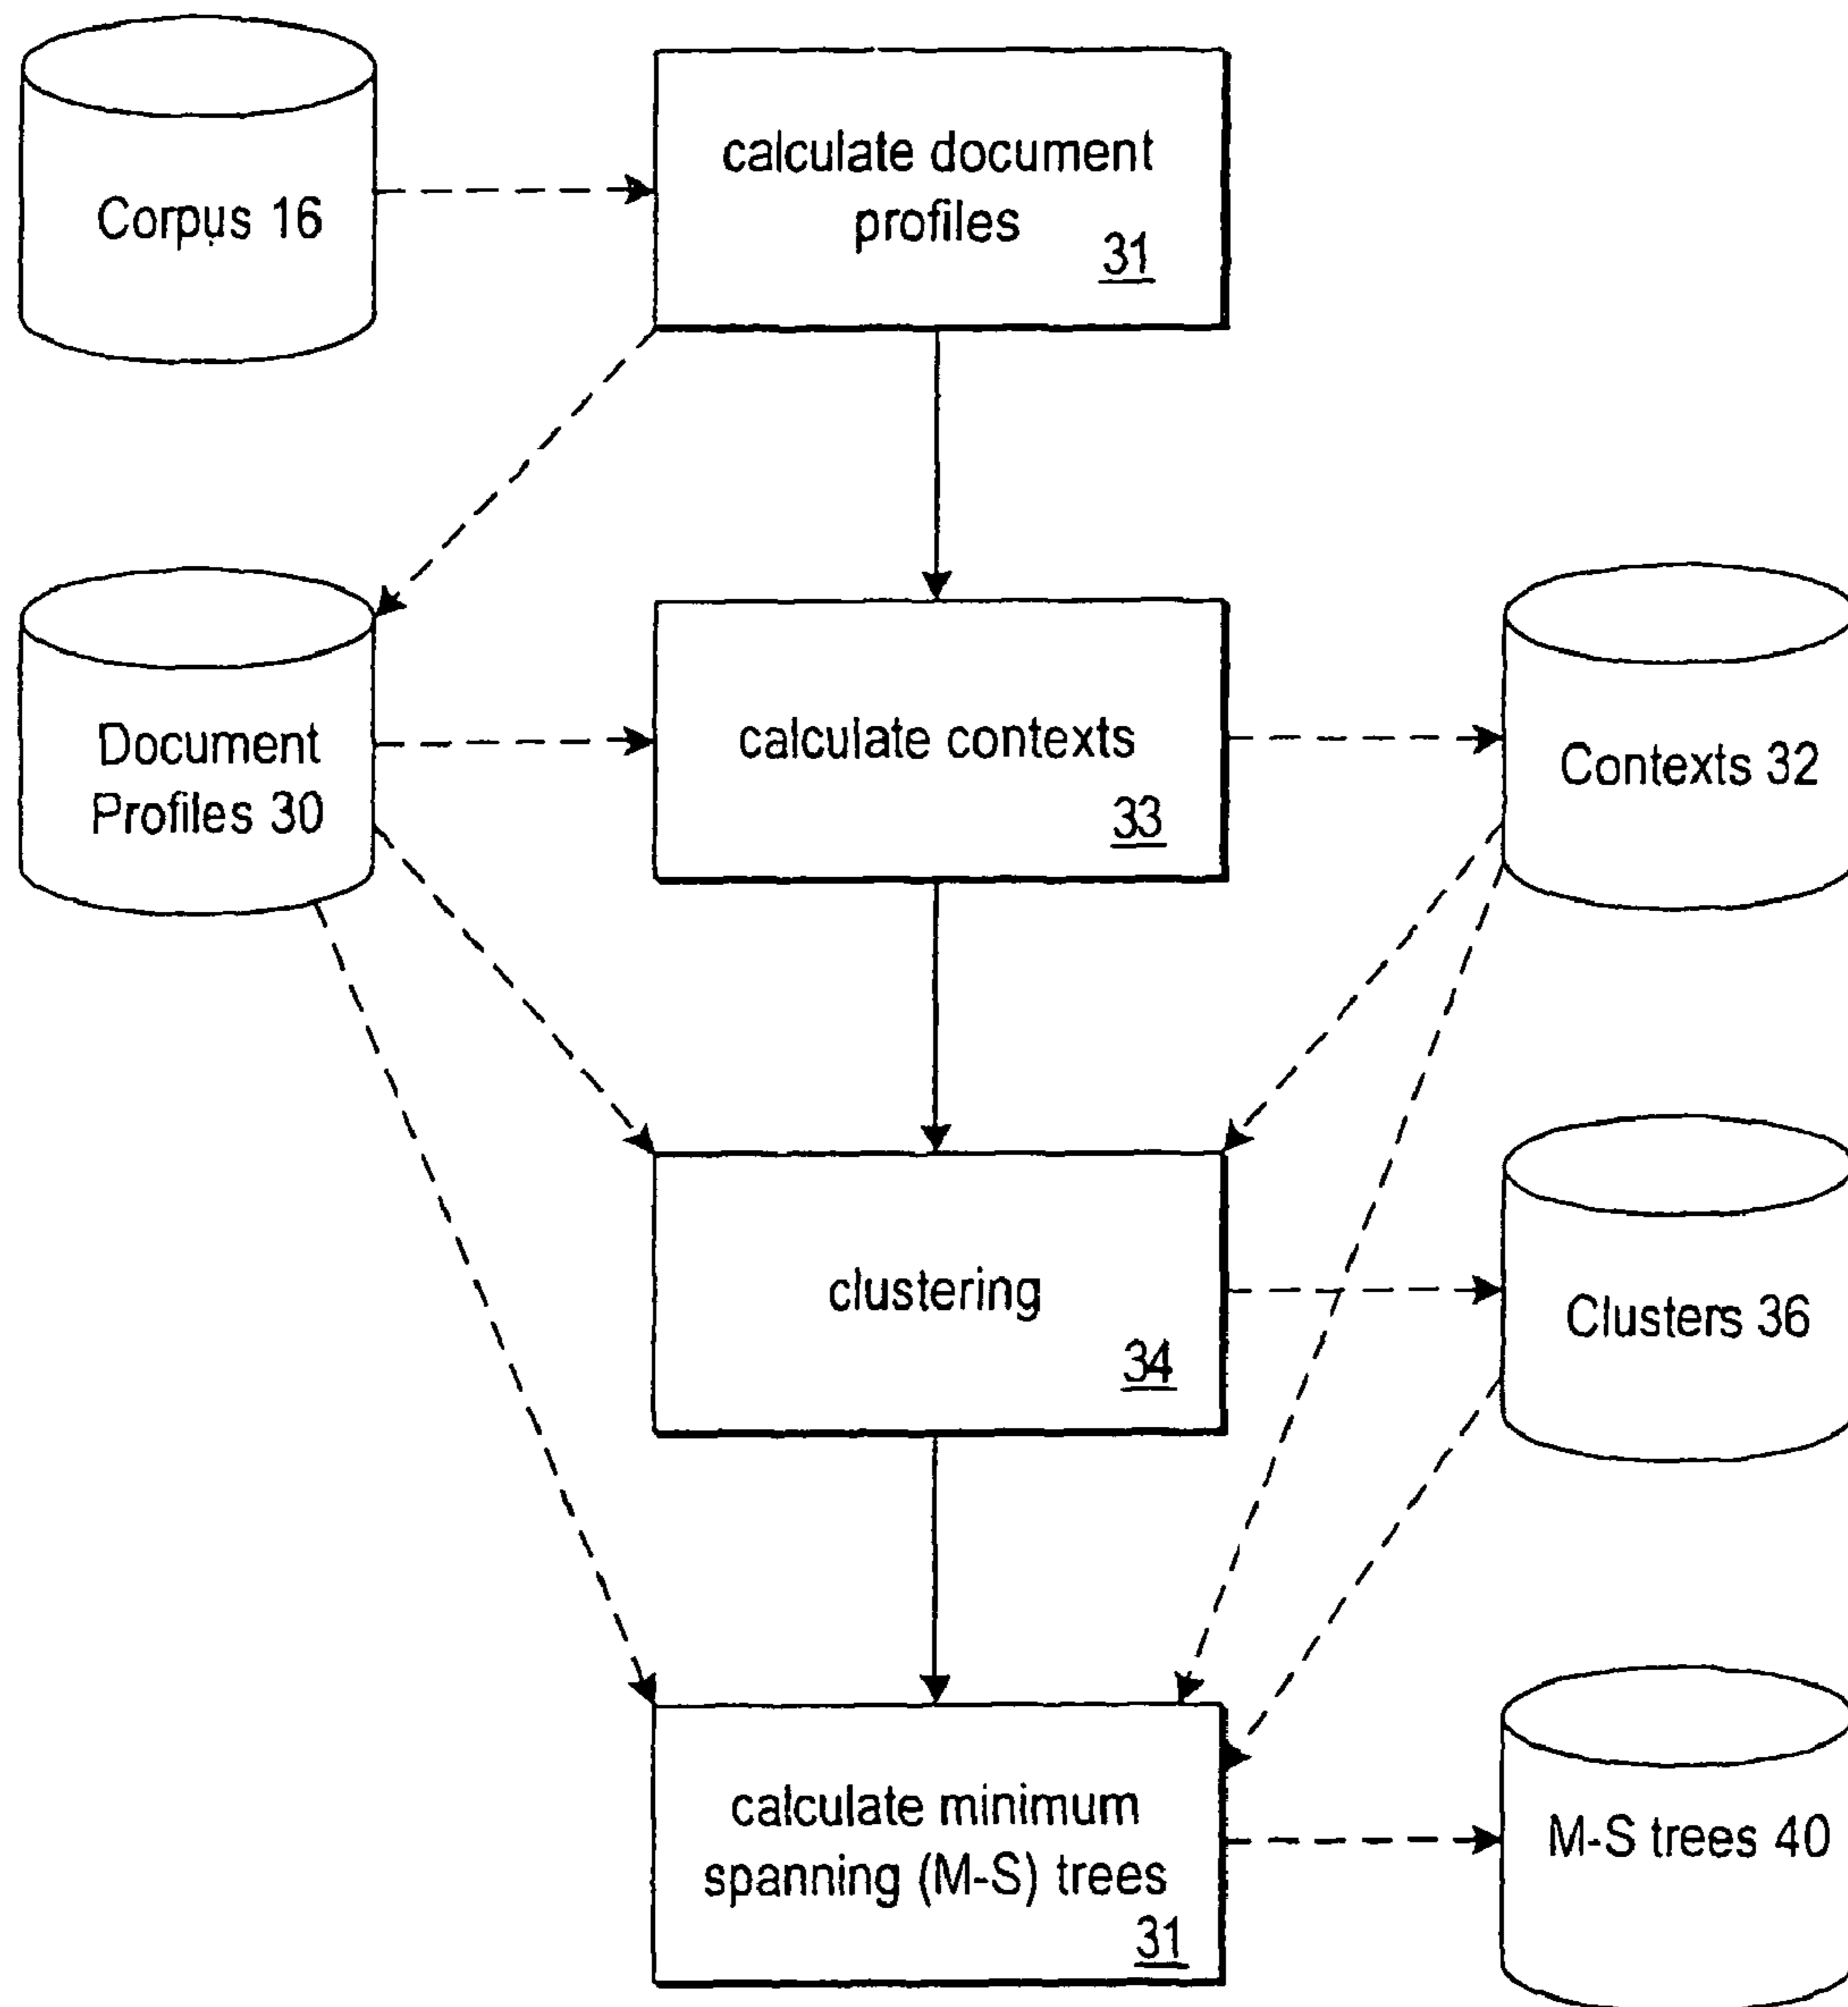 Corpus 16
calculate document
profiles
31
Document
Profiles 30
calculate contexts
33
Contexts 32
clustering
34
Clusters 36
calculate minimum
spanning (M-S) trees
31
M-S trees 40